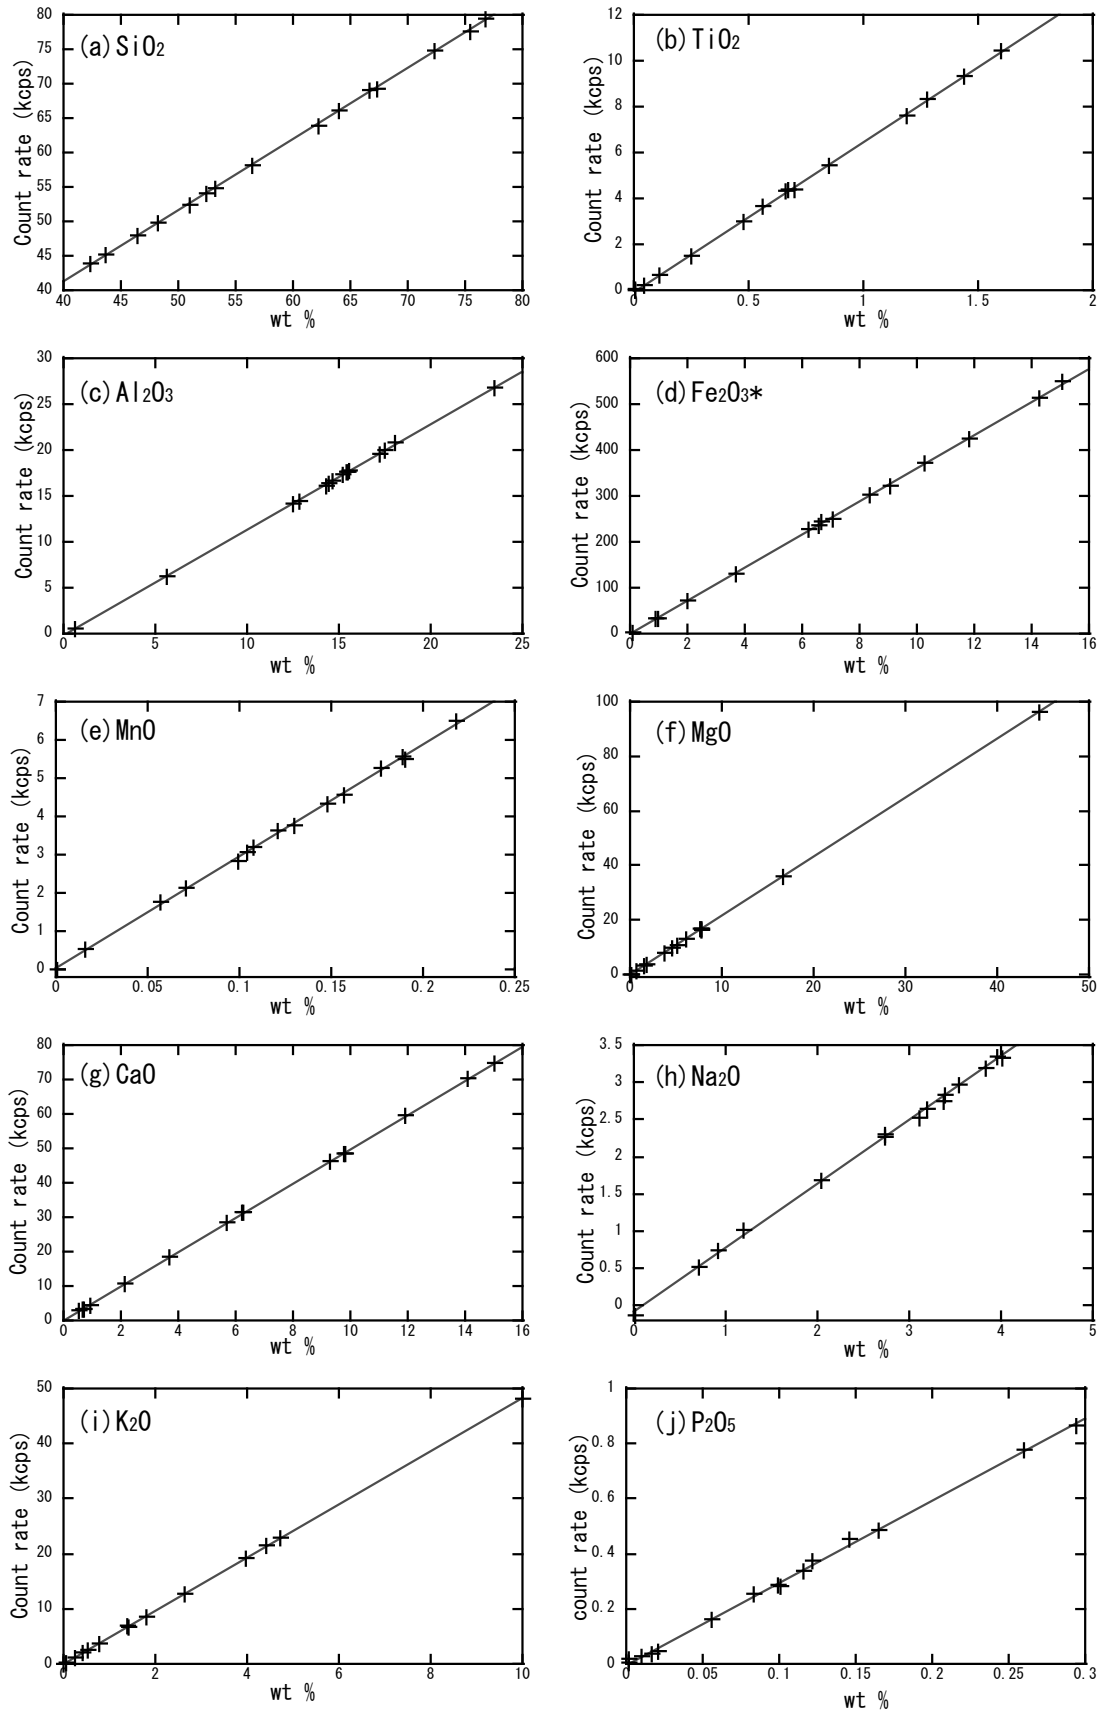 (a) SiO₂
Count rate (kcps)
80
75
70
65
60
55
50
45
40
40 45 50 55 60 65 70 75 80
wt %
(b) TiO₂
Count rate (kcps)
12
10
8
6
4
2
0
0 0.5 1 1.5 2
wt %
(c) Al₂O₃
Count rate (kcps)
30
25
20
15
10
5
0
0 5 10 15 20 25
wt %
(d) Fe₂O₃*
Count rate (kcps)
600
500
400
300
200
100
0
0 2 4 6 8 10 12 14 16
wt %
(e) MnO
Count rate (kcps)
7
6
5
4
3
2
1
0
0 0.05 0.1 0.15 0.2 0.25
wt %
(f) MgO
Count rate (kcps)
100
80
60
40
20
0
0 10 20 30 40 50
wt %
(g) CaO
Count rate (kcps)
80
70
60
50
40
30
20
10
0
0 2 4 6 8 10 12 14 16
wt %
(h) Na₂O
Count rate (kcps)
3.5
3
2.5
2
1.5
1
0.5
0
0 1 2 3 4 5
wt %
(i) K₂O
Count rate (kcps)
50
40
30
20
10
0
0 2 4 6 8 10
wt %
(j) P₂O₅
count rate (kcps)
1
0.8
0.6
0.4
0.2
0
0 0.05 0.1 0.15 0.2 0.25 0.3
wt %